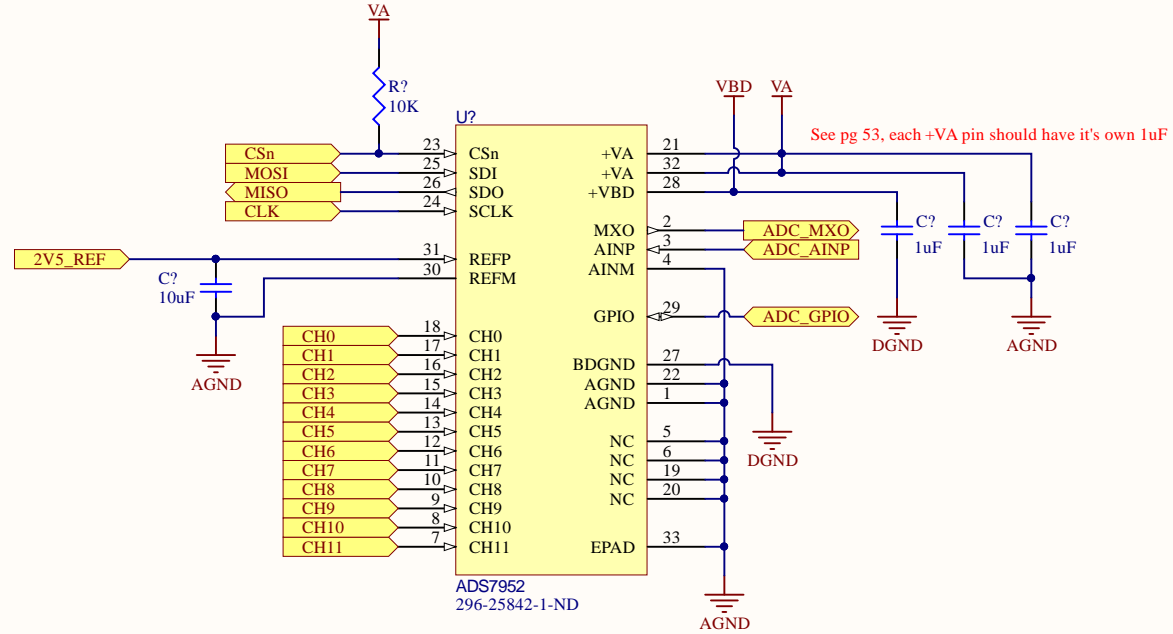 VA
R?
10K
VBD VA
See pg 53, each +VA pin should have it's own 1uF
U?
CSn 23 CSn +VA 21
MOSI 25 SDI +VA 32
MISO 26 SDO +VBD 28
CLK 24 SCLK
MXO 2 ADC_MXO
AINP 3 ADC_AINP
C? C? C?
1uF 1uF 1uF
2V5_REF 31 REFP AINM 4
30 REFM
C?
10uF
GPIO 29 ADC_GPIO
DGND AGND
CH0 18 CH0
CH1 17 CH1 BDGND 27
CH2 16 CH2 AGND 22
CH3 15 CH3 AGND 1
AGND
CH4 14 CH4
CH5 13 CH5 NC 5
CH6 12 CH6 NC 6
DGND
CH7 11 CH7 NC 19
CH8 10 CH8 NC 20
CH9 9 CH9
CH10 8 CH10
CH11 7 CH11 EPAD 33
ADS7952
296-25842-1-ND
AGND